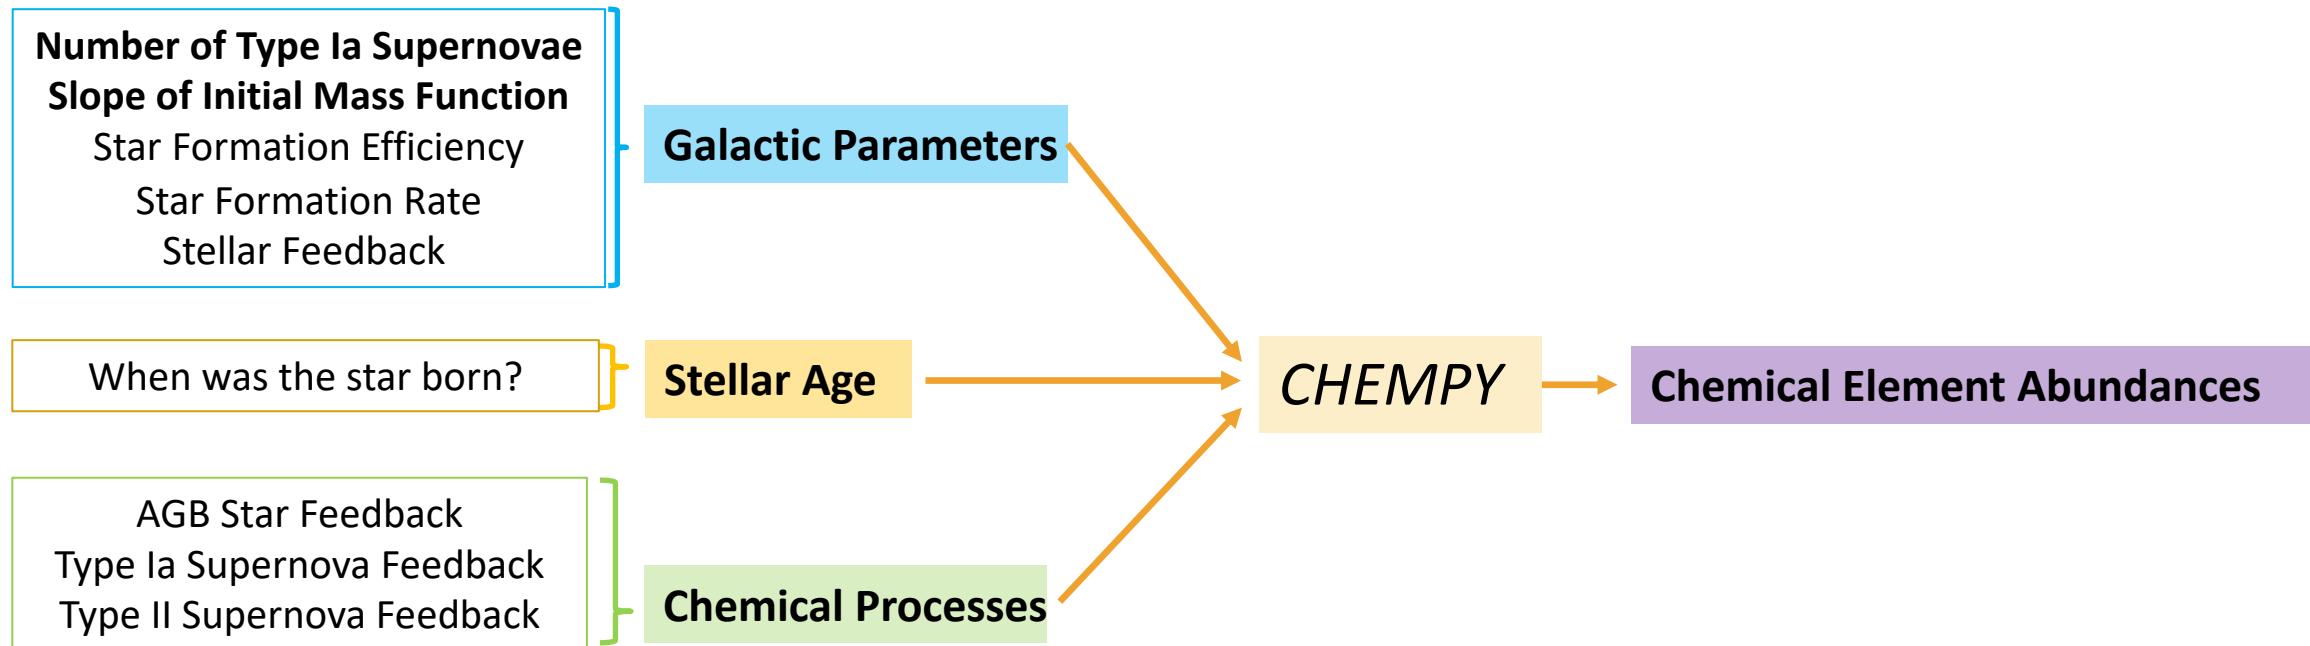 Number of Type Ia Supernovae
Slope of Initial Mass Function
Star Formation Efficiency
Star Formation Rate
Stellar Feedback
Galactic Parameters
When was the star born?
Stellar Age
CHEMPY
Chemical Element Abundances
AGB Star Feedback
Type Ia Supernova Feedback
Type II Supernova Feedback
Chemical Processes